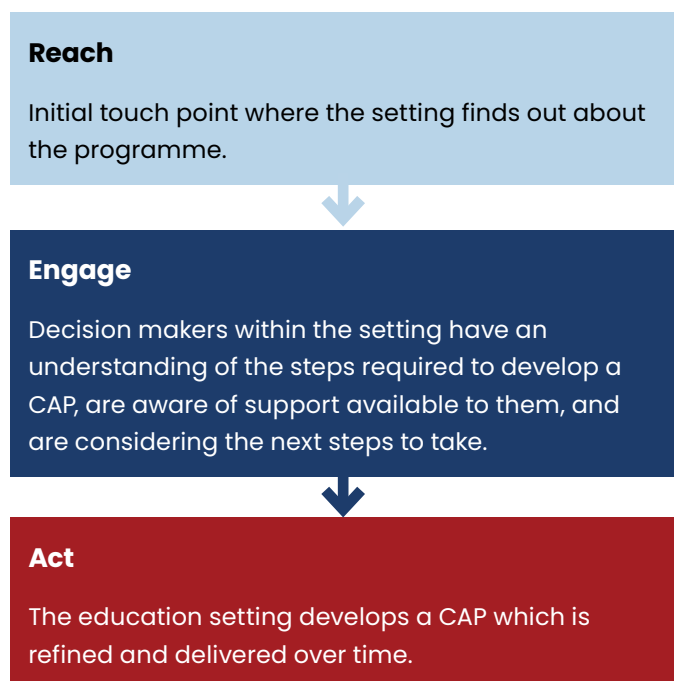 Reach
Initial touch point where the setting finds out about
the programme.
Engage
Decision makers within the setting have an
understanding of the steps required to develop a
CAP, are aware of support available to them, and
are considering the next steps to take.
Act
The education setting develops a CAP which is
refined and delivered over time.